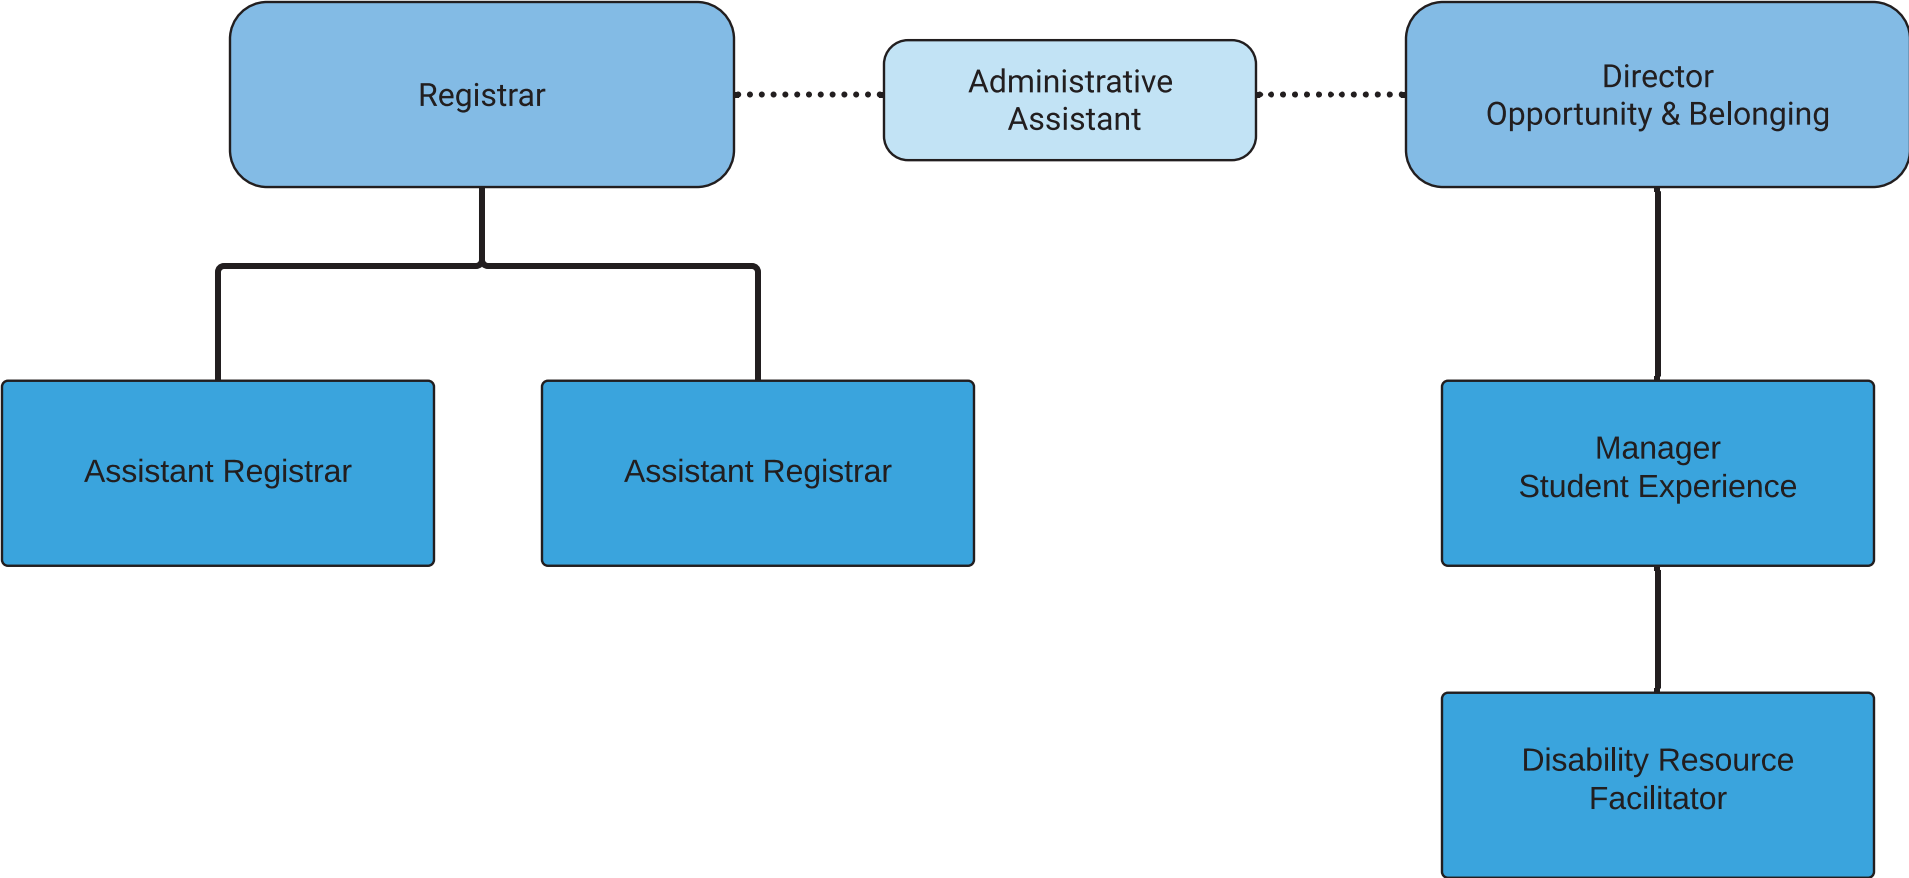 Registrar
Administrative
Assistant
Director
Opportunity & Belonging
Assistant Registrar
Assistant Registrar
Manager
Student Experience
Disability Resource
Facilitator